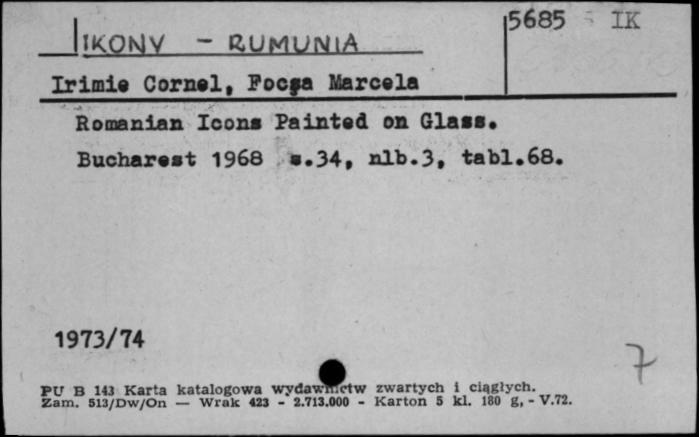 IKONY - RUMUNIA
5685 IK
Irimie Cornel, Focşa Marcela
Romanian Icons Painted on Glass.
Bucharest 1968 s.34, nlb.3, tabl.68.
1973/74
7
PU B 143 Karta katalogowa wydawnictw zwartych i ciągłych.
Zam. 513/Dw/On — Wrak 423 - 2.713.000 - Karton 5 kl. 180 g, - V.72.